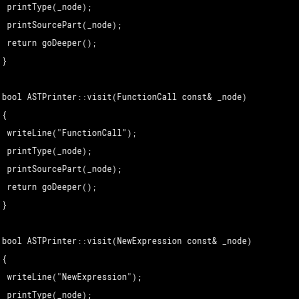 printType(_node);
printSourcePart(_node);
return goDeeper();
}
bool ASTPrinter::visit(FunctionCall const& _node)
{
writeLine("FunctionCall");
printType(_node);
printSourcePart(_node);
return goDeeper();
}
bool ASTPrinter::visit(NewExpression const& _node)
{
writeLine("NewExpression");
printType(_node);